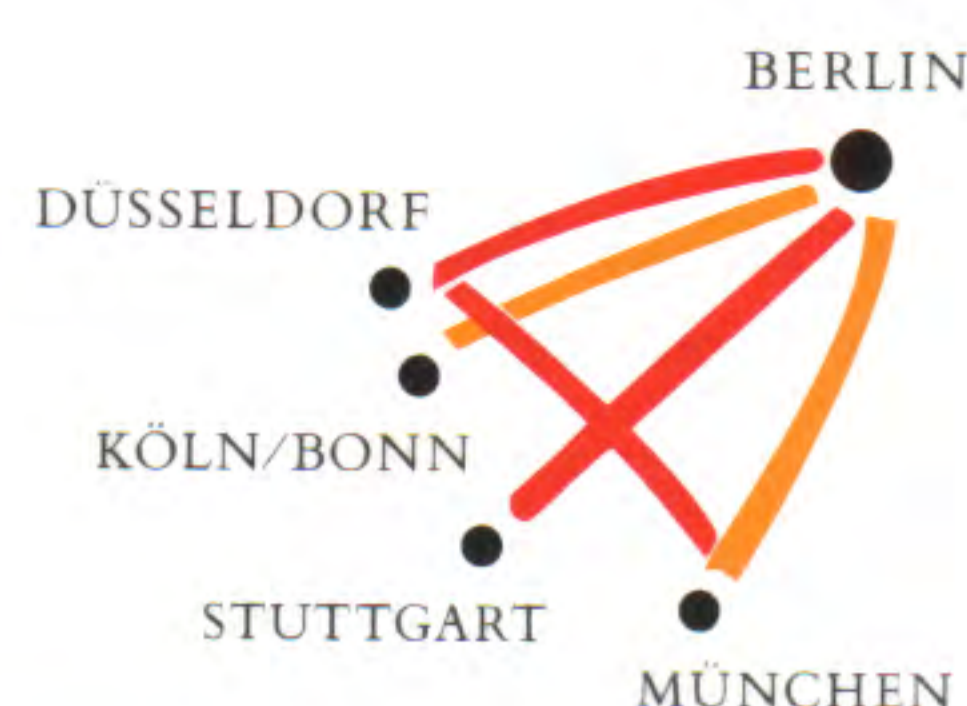 BERLIN
DÜSSELDORF
KÖLN/BONN
STUTTGART
MÜNCHEN